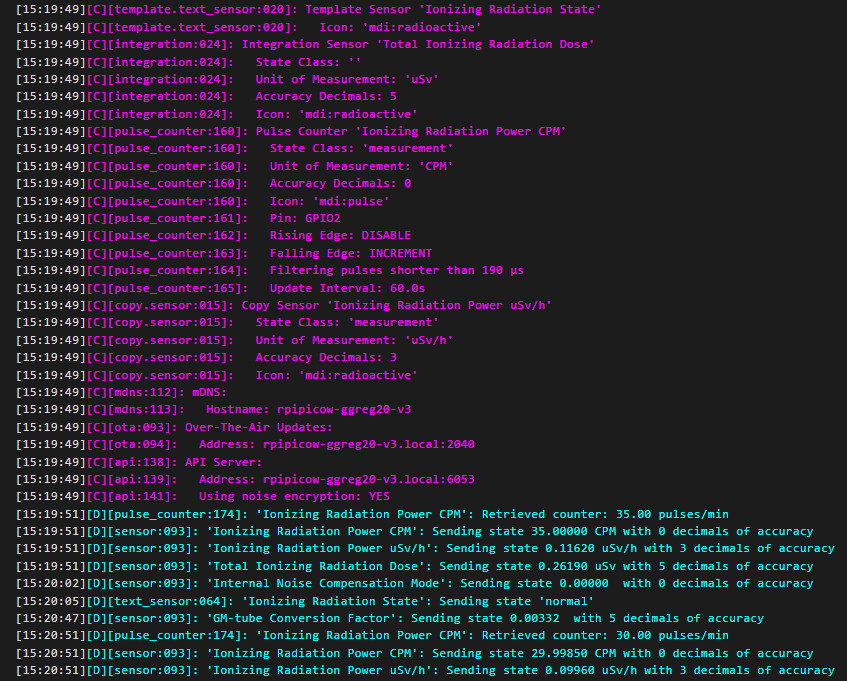 [15:19:49][C][template.text_sensor:020]: Template Sensor 'Ionizing Radiation State'
[15:19:49][C][template.text_sensor:020]:   Icon: 'mdi:radioactive'
[15:19:49][C][integration:024]: Integration Sensor 'Total Ionizing Radiation Dose'
[15:19:49][C][integration:024]:   State Class: ''
[15:19:49][C][integration:024]:   Unit of Measurement: 'uSv'
[15:19:49][C][integration:024]:   Accuracy Decimals: 5
[15:19:49][C][integration:024]:   Icon: 'mdi:radioactive'
[15:19:49][C][pulse_counter:160]: Pulse Counter 'Ionizing Radiation Power CPM'
[15:19:49][C][pulse_counter:160]:   State Class: 'measurement'
[15:19:49][C][pulse_counter:160]:   Unit of Measurement: 'CPM'
[15:19:49][C][pulse_counter:160]:   Accuracy Decimals: 0
[15:19:49][C][pulse_counter:160]:   Icon: 'mdi:pulse'
[15:19:49][C][pulse_counter:161]:   Pin: GPIO2
[15:19:49][C][pulse_counter:162]:   Rising Edge: DISABLE
[15:19:49][C][pulse_counter:163]:   Falling Edge: INCREMENT
[15:19:49][C][pulse_counter:164]:   Filtering pulses shorter than 190 µs
[15:19:49][C][pulse_counter:165]:   Update Interval: 60.0s
[15:19:49][C][copy.sensor:015]: Copy Sensor 'Ionizing Radiation Power uSv/h'
[15:19:49][C][copy.sensor:015]:   State Class: 'measurement'
[15:19:49][C][copy.sensor:015]:   Unit of Measurement: 'uSv/h'
[15:19:49][C][copy.sensor:015]:   Accuracy Decimals: 3
[15:19:49][C][copy.sensor:015]:   Icon: 'mdi:radioactive'
[15:19:49][C][mdns:112]: mDNS:
[15:19:49][C][mdns:113]:   Hostname: rpipicow-ggreg20-v3
[15:19:49][C][ota:093]: Over-The-Air Updates:
[15:19:49][C][ota:094]:   Address: rpipicow-ggreg20-v3.local:2040
[15:19:49][C][api:138]: API Server:
[15:19:49][C][api:139]:   Address: rpipicow-ggreg20-v3.local:6053
[15:19:49][C][api:141]:   Using noise encryption: YES
[15:19:51][D][pulse_counter:174]: 'Ionizing Radiation Power CPM': Retrieved counter: 35.00 pulses/min
[15:19:51][D][sensor:093]: 'Ionizing Radiation Power CPM': Sending state 35.00000 CPM with 0 decimals of accuracy
[15:19:51][D][sensor:093]: 'Ionizing Radiation Power uSv/h': Sending state 0.11620 uSv/h with 3 decimals of accuracy
[15:19:51][D][sensor:093]: 'Total Ionizing Radiation Dose': Sending state 0.26190 uSv with 5 decimals of accuracy
[15:20:02][D][sensor:093]: 'Internal Noise Compensation Mode': Sending state 0.00000  with 0 decimals of accuracy
[15:20:05][D][text_sensor:064]: 'Ionizing Radiation State': Sending state 'normal'
[15:20:47][D][sensor:093]: 'GM-tube Conversion Factor': Sending state 0.00332  with 5 decimals of accuracy
[15:20:51][D][pulse_counter:174]: 'Ionizing Radiation Power CPM': Retrieved counter: 30.00 pulses/min
[15:20:51][D][sensor:093]: 'Ionizing Radiation Power CPM': Sending state 29.99850 CPM with 0 decimals of accuracy
[15:20:51][D][sensor:093]: 'Ionizing Radiation Power uSv/h': Sending state 0.09960 uSv/h with 3 decimals of accuracy